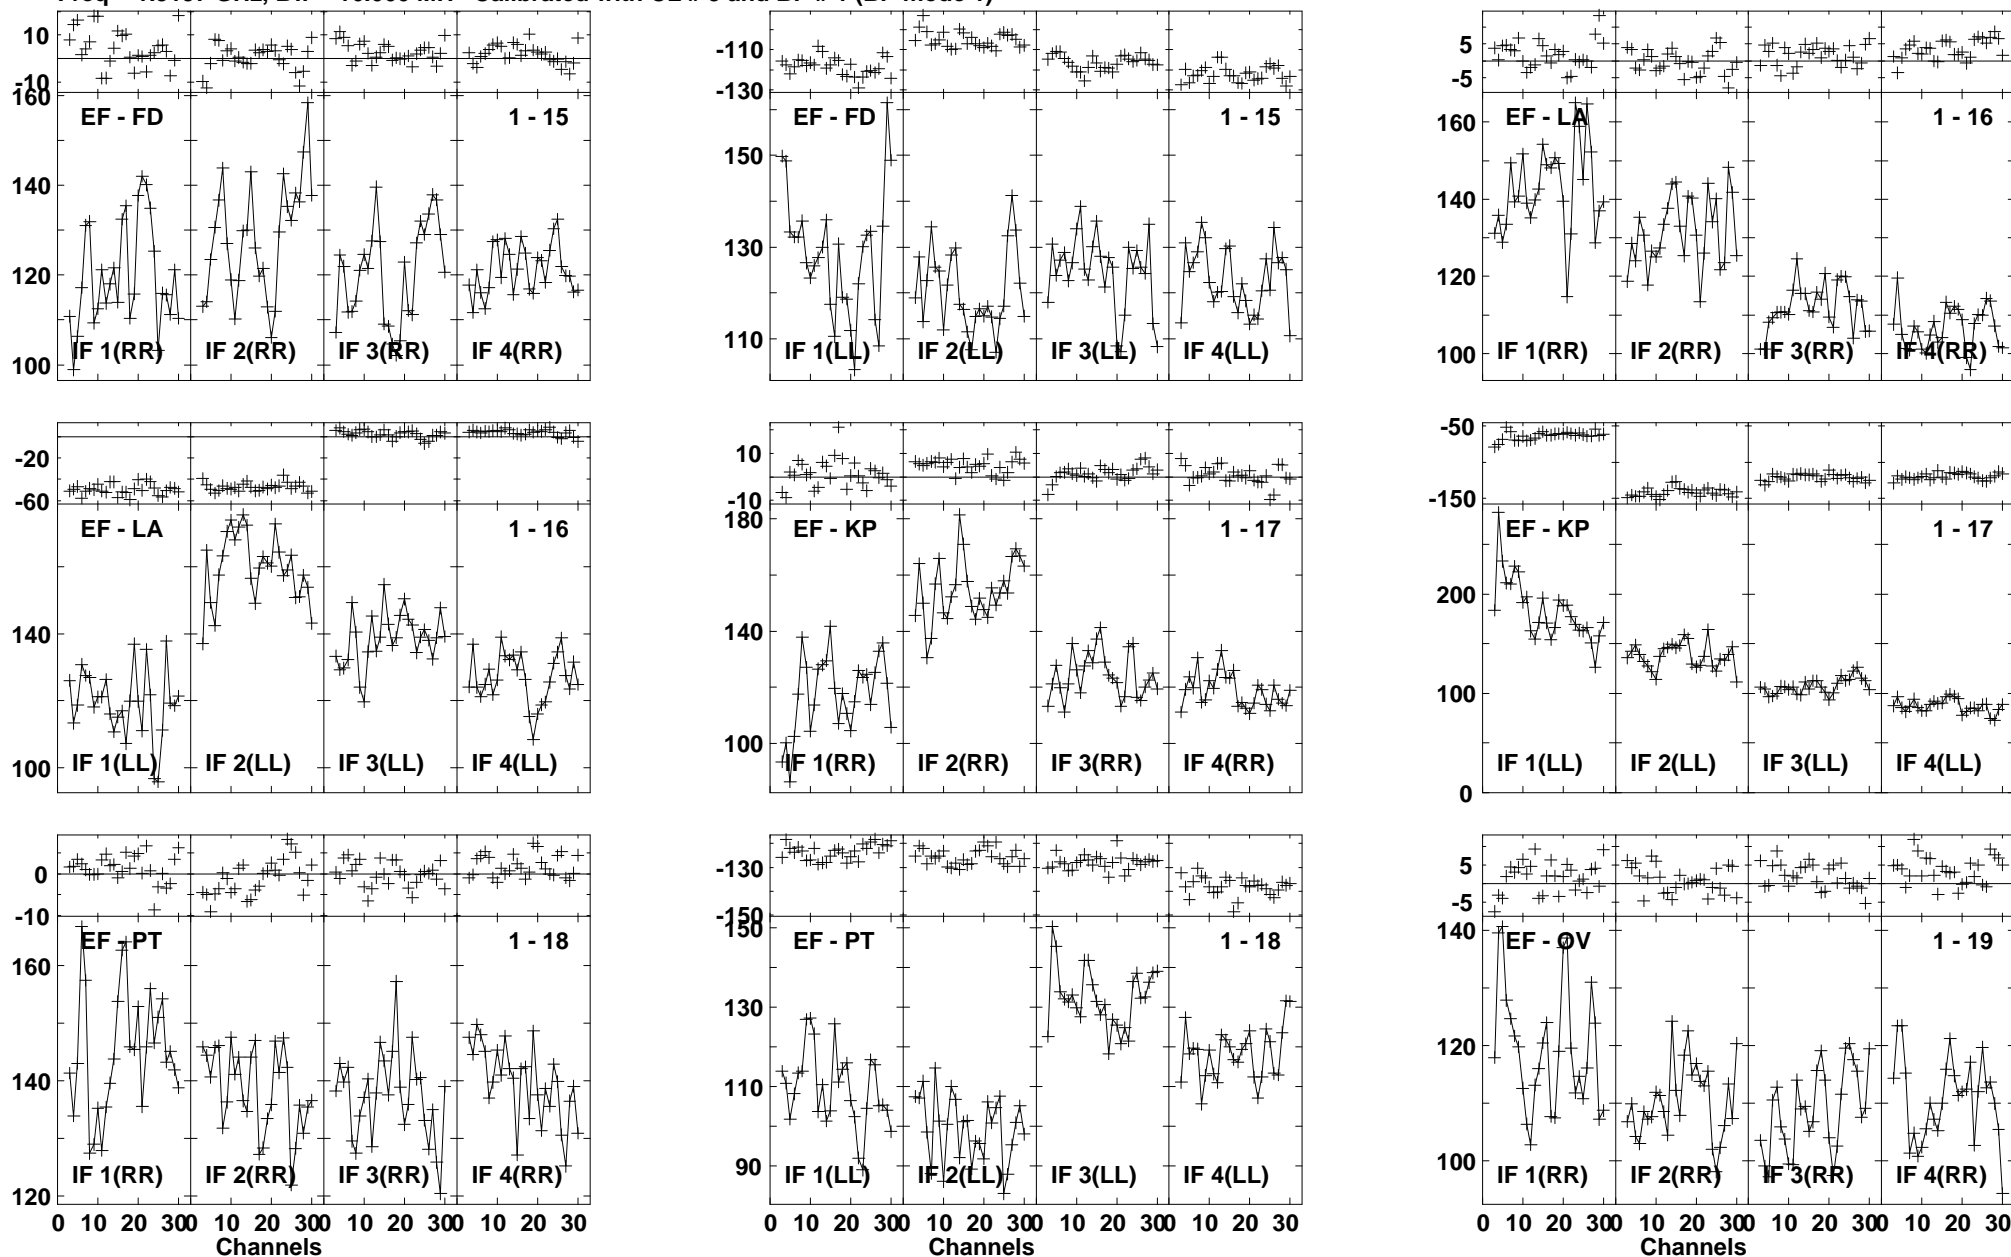 10
-10
160
140
120
100
EF - FD
1 - 15
IF 1(RR)
IF 2(RR)
IF 3(RR)
IF 4(RR)
-110
-130
150
130
110
EF - FD
1 - 15
IF 1(LL)
IF 2(LL)
IF 3(LL)
IF 4(LL)
5
-5
160
140
120
100
EF - LA
1 - 16
IF 1(RR)
IF 2(RR)
IF 3(RR)
IF 4(RR)
-20
-60
140
100
EF - LA
1 - 16
IF 1(LL)
IF 2(LL)
IF 3(LL)
IF 4(LL)
10
-10
180
140
100
EF - KP
1 - 17
IF 1(RR)
IF 2(RR)
IF 3(RR)
IF 4(RR)
-50
-150
200
100
0
EF - KP
1 - 17
IF 1(LL)
IF 2(LL)
IF 3(LL)
IF 4(LL)
0
-10
160
140
120
EF - PT
1 - 18
IF 1(RR)
IF 2(RR)
IF 3(RR)
IF 4(RR)
0 10 20 30 0 10 20 30 0 10 20 30 0 10 20 30
Channels
-130
-150
150
130
110
90
EF - PT
1 - 18
IF 1(LL)
IF 2(LL)
IF 3(LL)
IF 4(LL)
0 10 20 30 0 10 20 30 0 10 20 30 0 10 20 30
Channels
5
-5
140
120
100
EF - OV
1 - 19
IF 1(RR)
IF 2(RR)
IF 3(RR)
IF 4(RR)
0 10 20 30 0 10 20 30 0 10 20 30 0 10 20 30
Channels